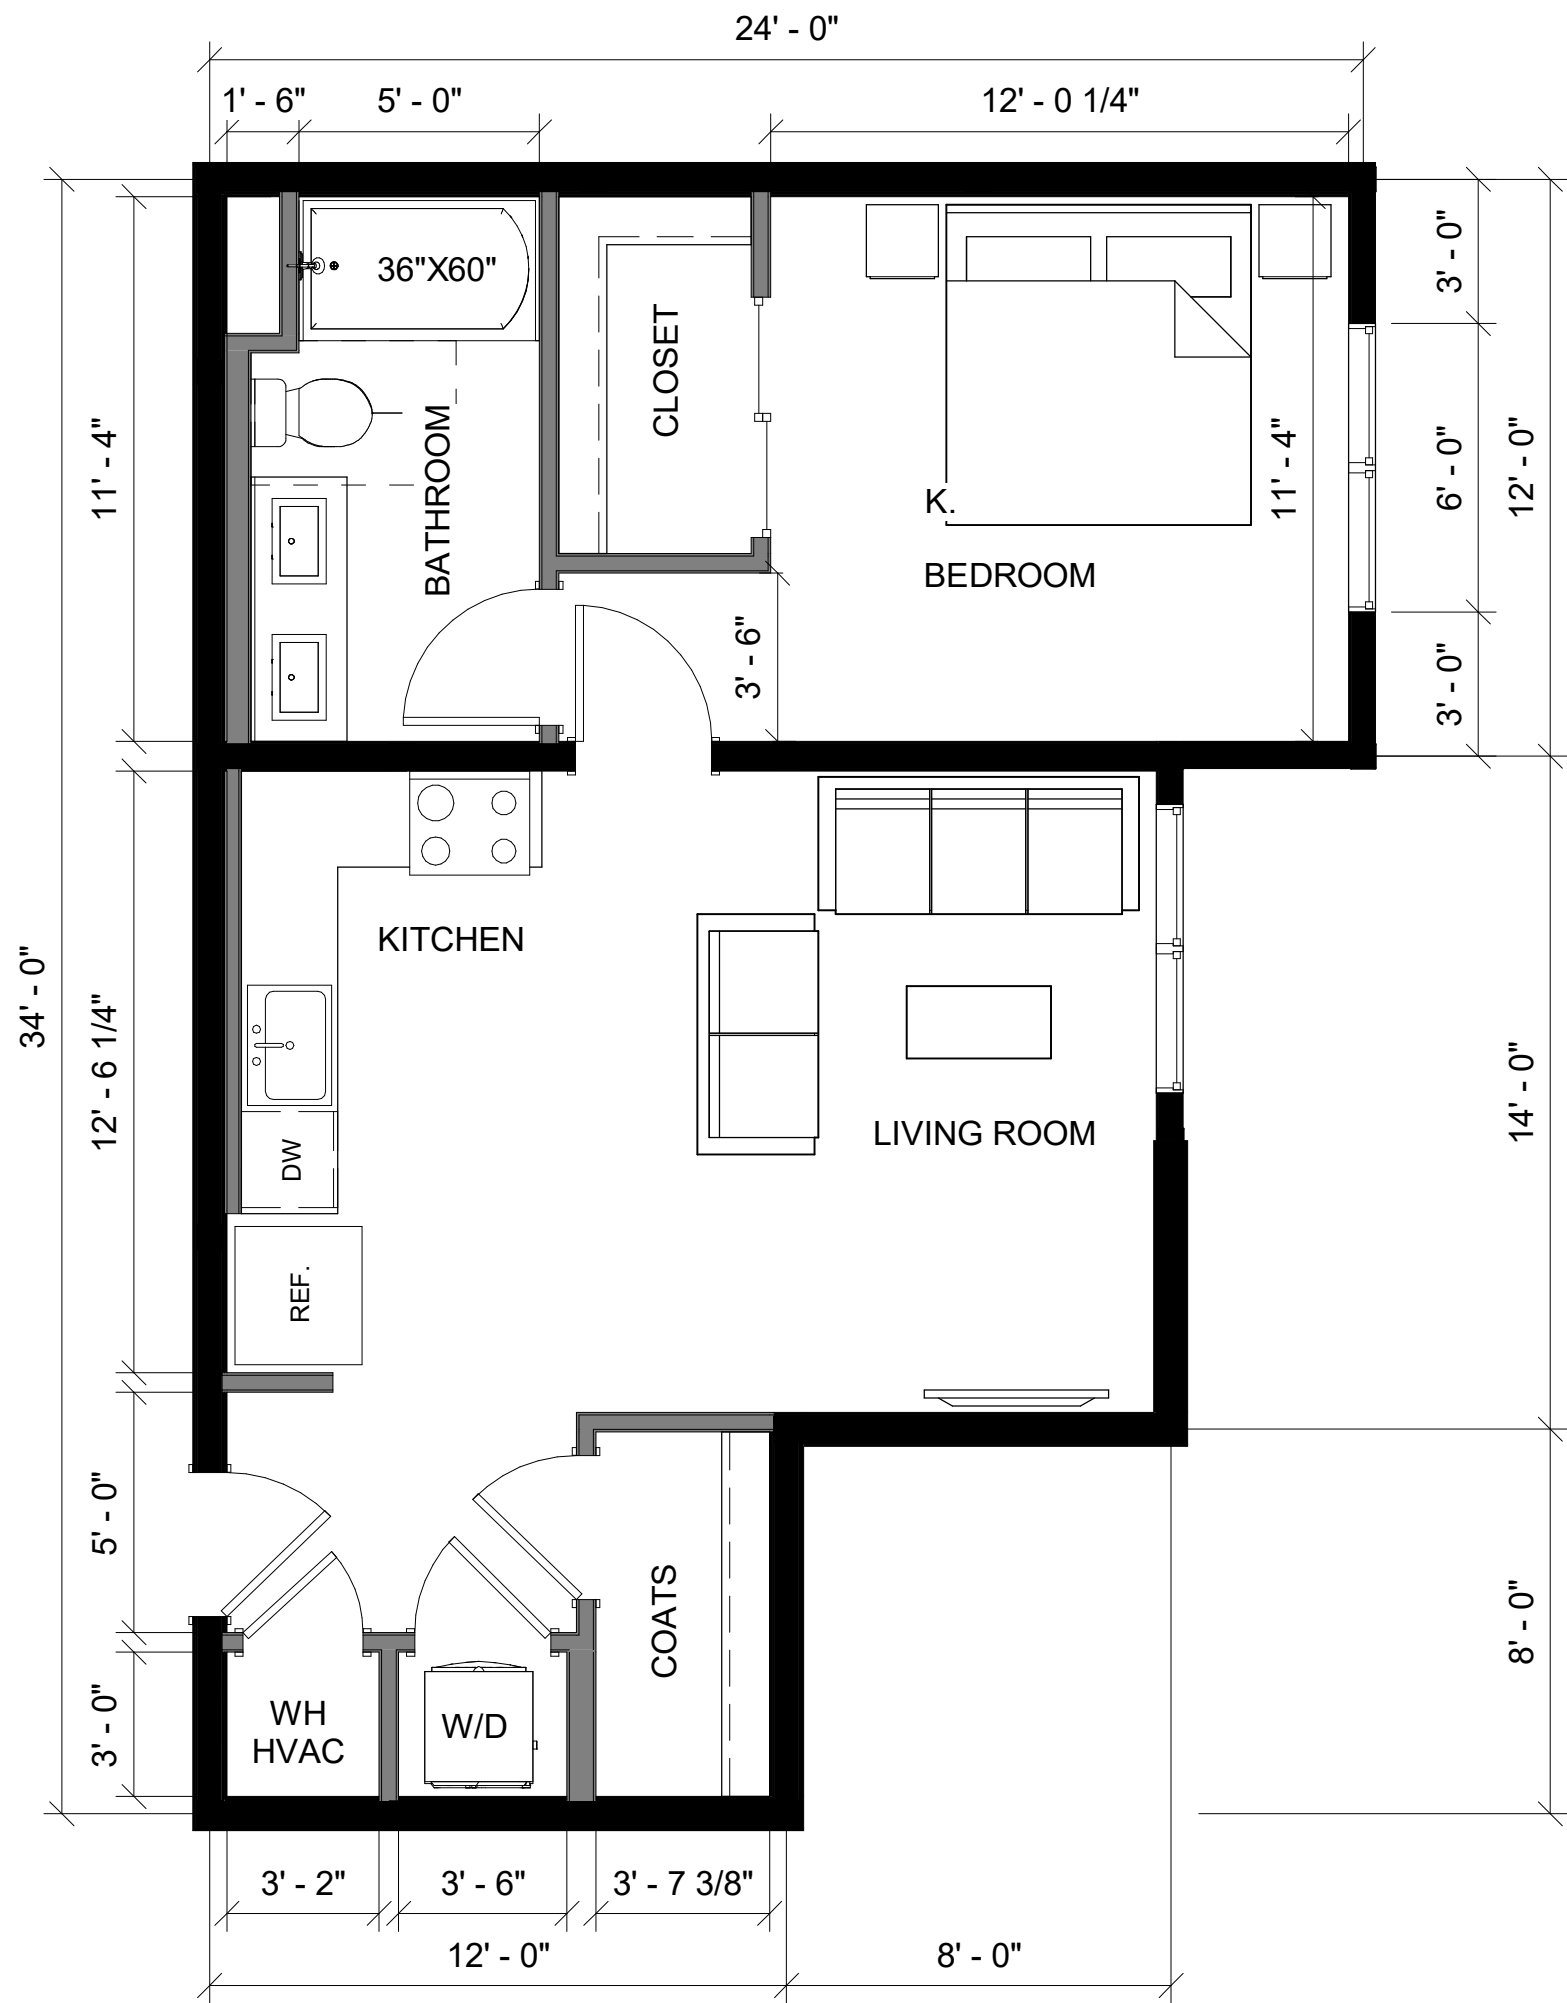 24' - 0"
1' - 6"
5' - 0"
12' - 0 1/4"
36"X60"
3' - 0"
CLOSET
11' - 4"
BATHROOM
11' - 4"
6' - 0"
12' - 0"
K.
BEDROOM
3' - 6"
3' - 0"
KITCHEN
34' - 0"
12' - 6 1/4"
14' - 0"
LIVING ROOM
DW
REF.
5' - 0"
COATS
8' - 0"
3' - 0"
WH
HVAC
W/D
3' - 2"
3' - 6"
3' - 7 3/8"
12' - 0"
8' - 0"